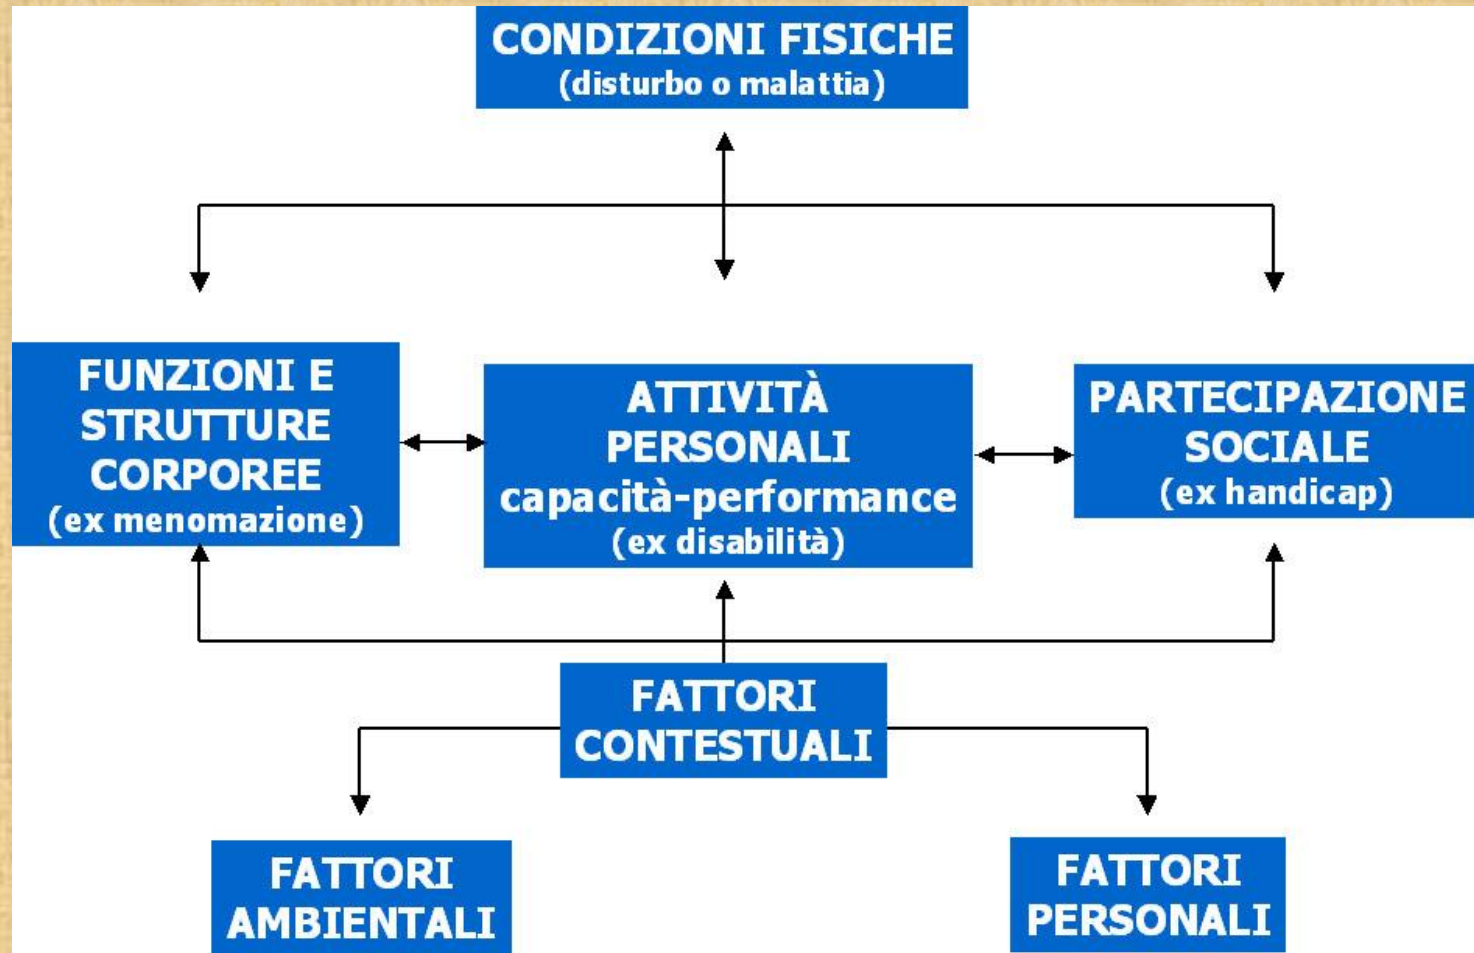 CONDIZIONI FISICHE
(disturbo o malattia)
FUNZIONI E
STRUTTURE
CORPOREE
(ex menomazione)
ATTIVITÀ
PERSONALI
capacità-performance
(ex disabilità)
PARTECIPAZIONE
SOCIALE
(ex handicap)
FATTORI
CONTESTUALI
FATTORI
AMBIENTALI
FATTORI
PERSONALI